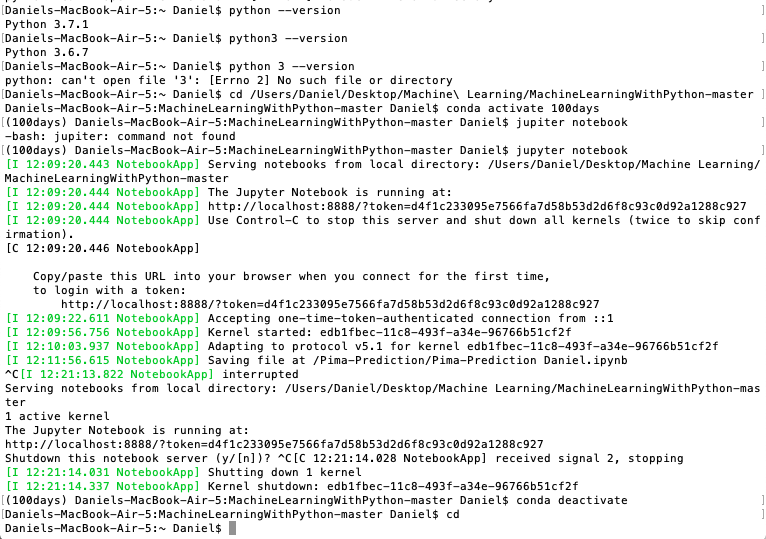 [Daniels-MacBook-Air-5:~ Daniel$ python --version ]
Python 3.7.1
[Daniels-MacBook-Air-5:~ Daniel$ python3 --version ]
Python 3.6.7
[Daniels-MacBook-Air-5:~ Daniel$ python 3 --version ]
python: can't open file '3': [Errno 2] No such file or directory
[Daniels-MacBook-Air-5:~ Daniel$ cd /Users/Daniel/Desktop/Machine\ Learning/MachineLearningWithPython-master ]
Daniels-MacBook-Air-5:MachineLearningWithPython-master Daniel$ conda activate 100days
[(100days) Daniels-MacBook-Air-5:MachineLearningWithPython-master Daniel$ jupiter notebook ]
-bash: jupiter: command not found
[(100days) Daniels-MacBook-Air-5:MachineLearningWithPython-master Daniel$ jupyter notebook ]
[I 12:09:20.443 NotebookApp] Serving notebooks from local directory: /Users/Daniel/Desktop/Machine Learning/
MachineLearningWithPython-master
[I 12:09:20.444 NotebookApp] The Jupyter Notebook is running at:
[I 12:09:20.444 NotebookApp] http://localhost:8888/?token=d4f1c233095e7566fa7d58b53d2d6f8c93c0d92a1288c927
[I 12:09:20.444 NotebookApp] Use Control-C to stop this server and shut down all kernels (twice to skip conf
irmation).
[C 12:09:20.446 NotebookApp]
Copy/paste this URL into your browser when you connect for the first time,
to login with a token:
http://localhost:8888/?token=d4f1c233095e7566fa7d58b53d2d6f8c93c0d92a1288c927
[I 12:09:22.611 NotebookApp] Accepting one-time-token-authenticated connection from ::1
[I 12:09:56.756 NotebookApp] Kernel started: edb1fbec-11c8-493f-a34e-96766b51cf2f
[I 12:10:03.937 NotebookApp] Adapting to protocol v5.1 for kernel edb1fbec-11c8-493f-a34e-96766b51cf2f
[I 12:11:56.615 NotebookApp] Saving file at /Pima-Prediction/Pima-Prediction Daniel.ipynb
^C[I 12:21:13.822 NotebookApp] interrupted
Serving notebooks from local directory: /Users/Daniel/Desktop/Machine Learning/MachineLearningWithPython-mas
ter
1 active kernel
The Jupyter Notebook is running at:
http://localhost:8888/?token=d4f1c233095e7566fa7d58b53d2d6f8c93c0d92a1288c927
Shutdown this notebook server (y/[n])? ^C[C 12:21:14.028 NotebookApp] received signal 2, stopping
[I 12:21:14.031 NotebookApp] Shutting down 1 kernel
[I 12:21:14.337 NotebookApp] Kernel shutdown: edb1fbec-11c8-493f-a34e-96766b51cf2f
[(100days) Daniels-MacBook-Air-5:MachineLearningWithPython-master Daniel$ conda deactivate ]
[Daniels-MacBook-Air-5:MachineLearningWithPython-master Daniel$ cd ]
Daniels-MacBook-Air-5:~ Daniel$